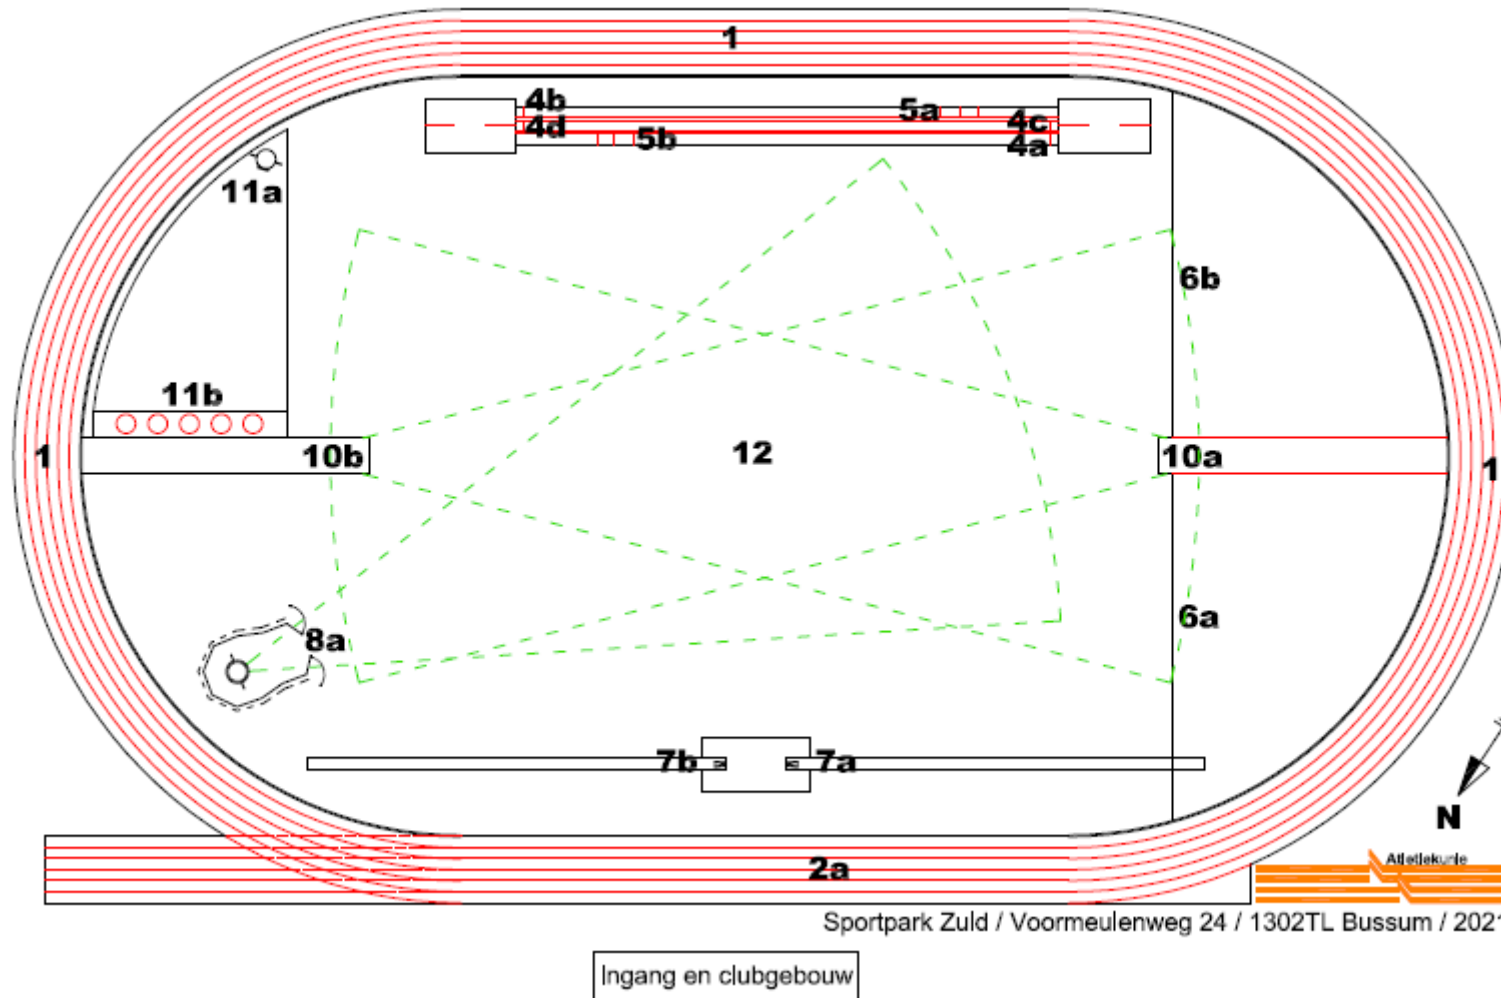 1
4b
5a
4c
4d
5b
4a
11a
6b
11b
1
10b
12
10a
1
8a
6a
7b
7a
N
2a
Atletiekunie
Sportpark Zuid / Voormeulenweg 24 / 1302TL Bussum / 2021
Ingang en clubgebouw